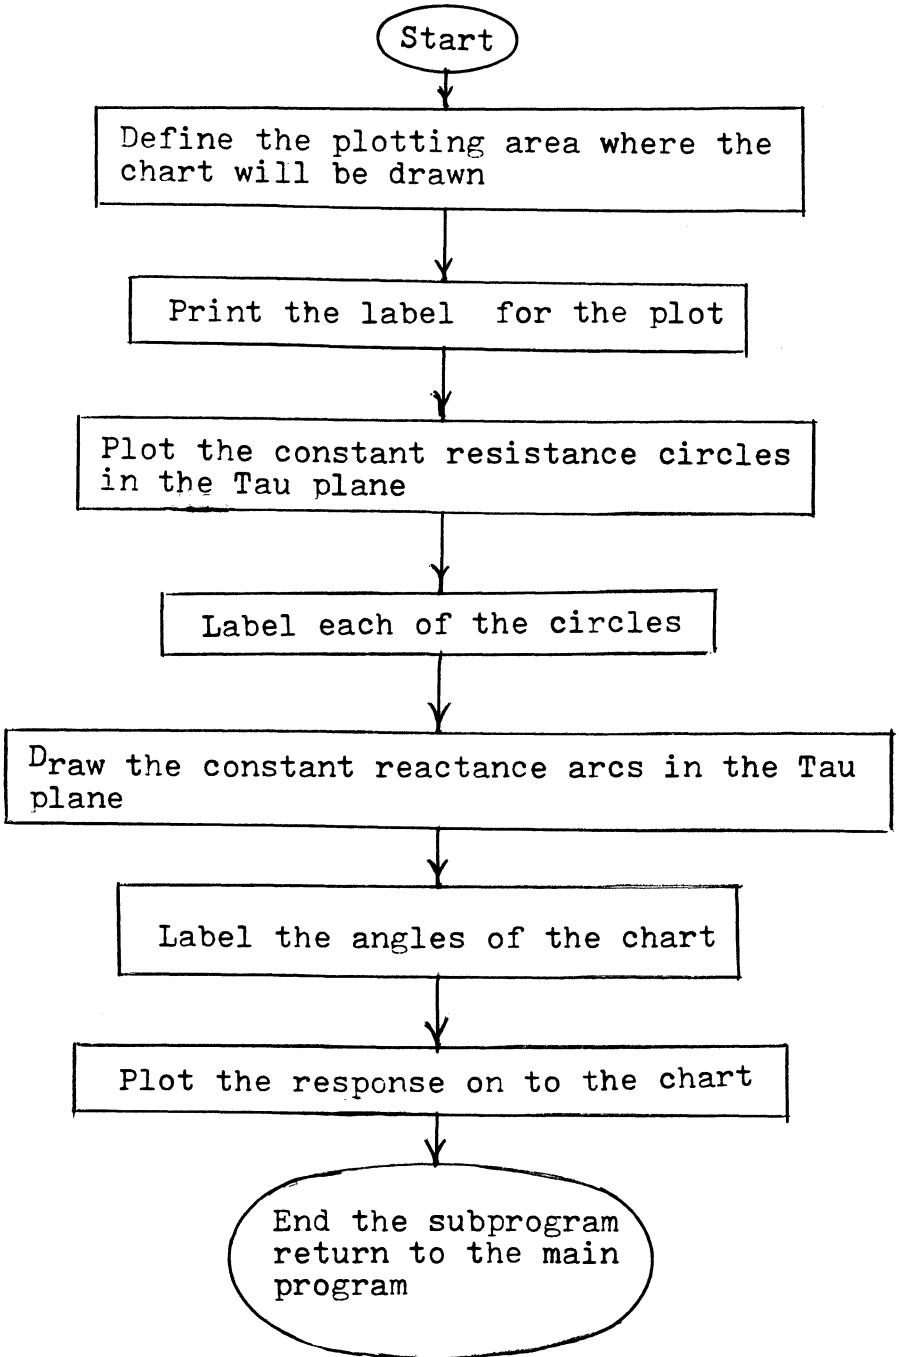 Start
Define the plotting area where the
chart will be drawn
Print the label for the plot
Plot the constant resistance circles
in the Tau plane
Label each of the circles
Draw the constant reactance arcs in the Tau
plane
Label the angles of the chart
Plot the response on to the chart
End the subprogram
return to the main
program